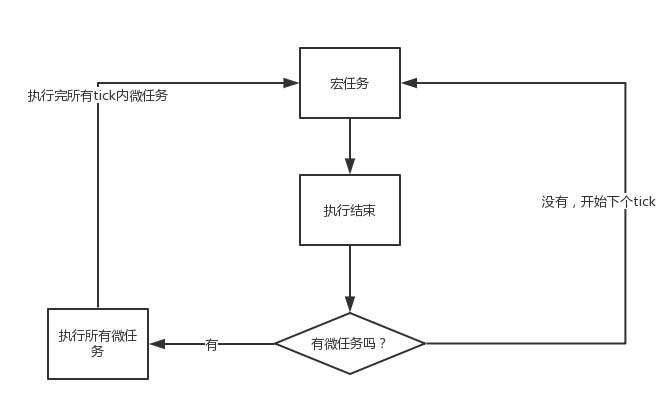 宏任务
执行完所有tick内微任务
执行结束
没有，开始下个tick
执行所有微任
务
有
有微任务吗？